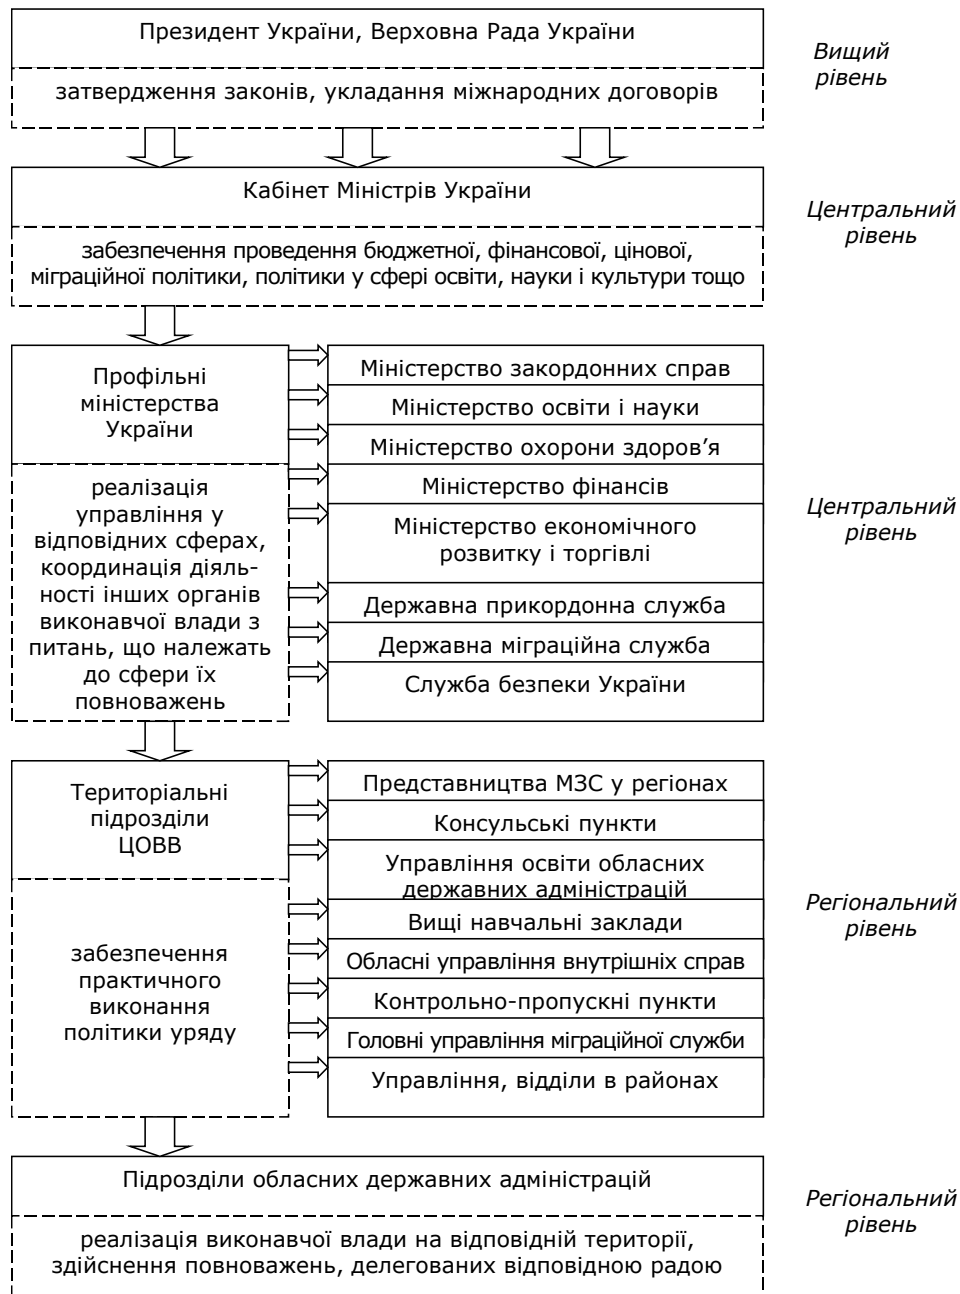 Президент України, Верховна Рада України
Вищий
рівень
затвердження законів, укладання міжнародних договорів
Кабінет Міністрів України
Центральний
рівень
забезпечення проведення бюджетної, фінансової, цінової,
міграційної політики, політики у сфері освіти, науки і культури тощо
Профільні
міністерства
України
реалізація
управління у
відповідних сферах,
координація діяль-
ності інших органів
виконавчої влади з
питань, що належать
до сфери їх
повноважень
Міністерство закордонних справ
Міністерство освіти і науки
Міністерство охорони здоров’я
Міністерство фінансів
Міністерство економічного
розвитку і торгівлі
Державна прикордонна служба
Державна міграційна служба
Служба безпеки України
Центральний
рівень
Територіальні
підрозділи
ЦОВВ
забезпечення
практичного
виконання
політики уряду
Представництва МЗС у регіонах
Консульські пункти
Управління освіти обласних
державних адміністрацій
Вищі навчальні заклади
Обласні управління внутрішніх справ
Контрольно-пропускні пункти
Головні управління міграційної служби
Управління, відділи в районах
Регіональний
рівень
Підрозділи обласних державних адміністрацій
Регіональний
рівень
реалізація виконавчої влади на відповідній території,
здійснення повноважень, делегованих відповідною радою